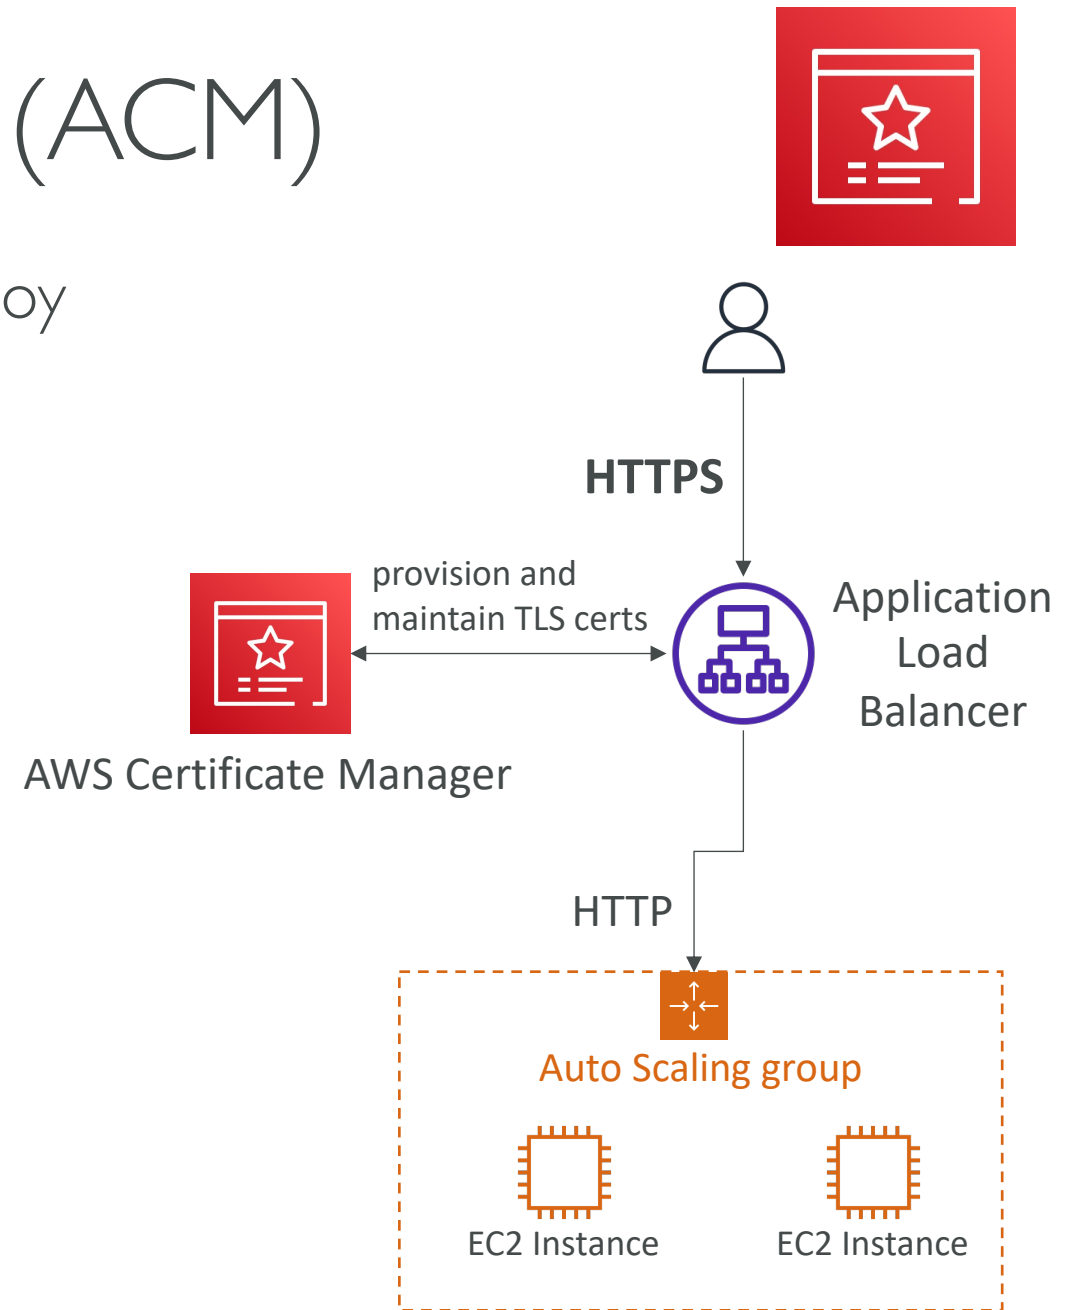 (ACM)
oy
HTTPS
provision and
maintain TLS certs
Application
Load
Balancer
AWS Certificate Manager
HTTP
Auto Scaling group
EC2 Instance
EC2 Instance